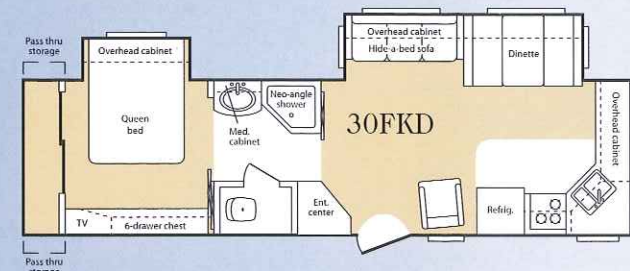 Pass thru
storage
Overhead cabinet
Queen
bed
TV
6-drawer chest
Pass thru
storage
Med.
cabinet
Neo-angle
shower
Ent.
center
30FKD
Overhead cabinet
Hide-a-bed sofa
Dinette
Overhead cabinet
Refrig.